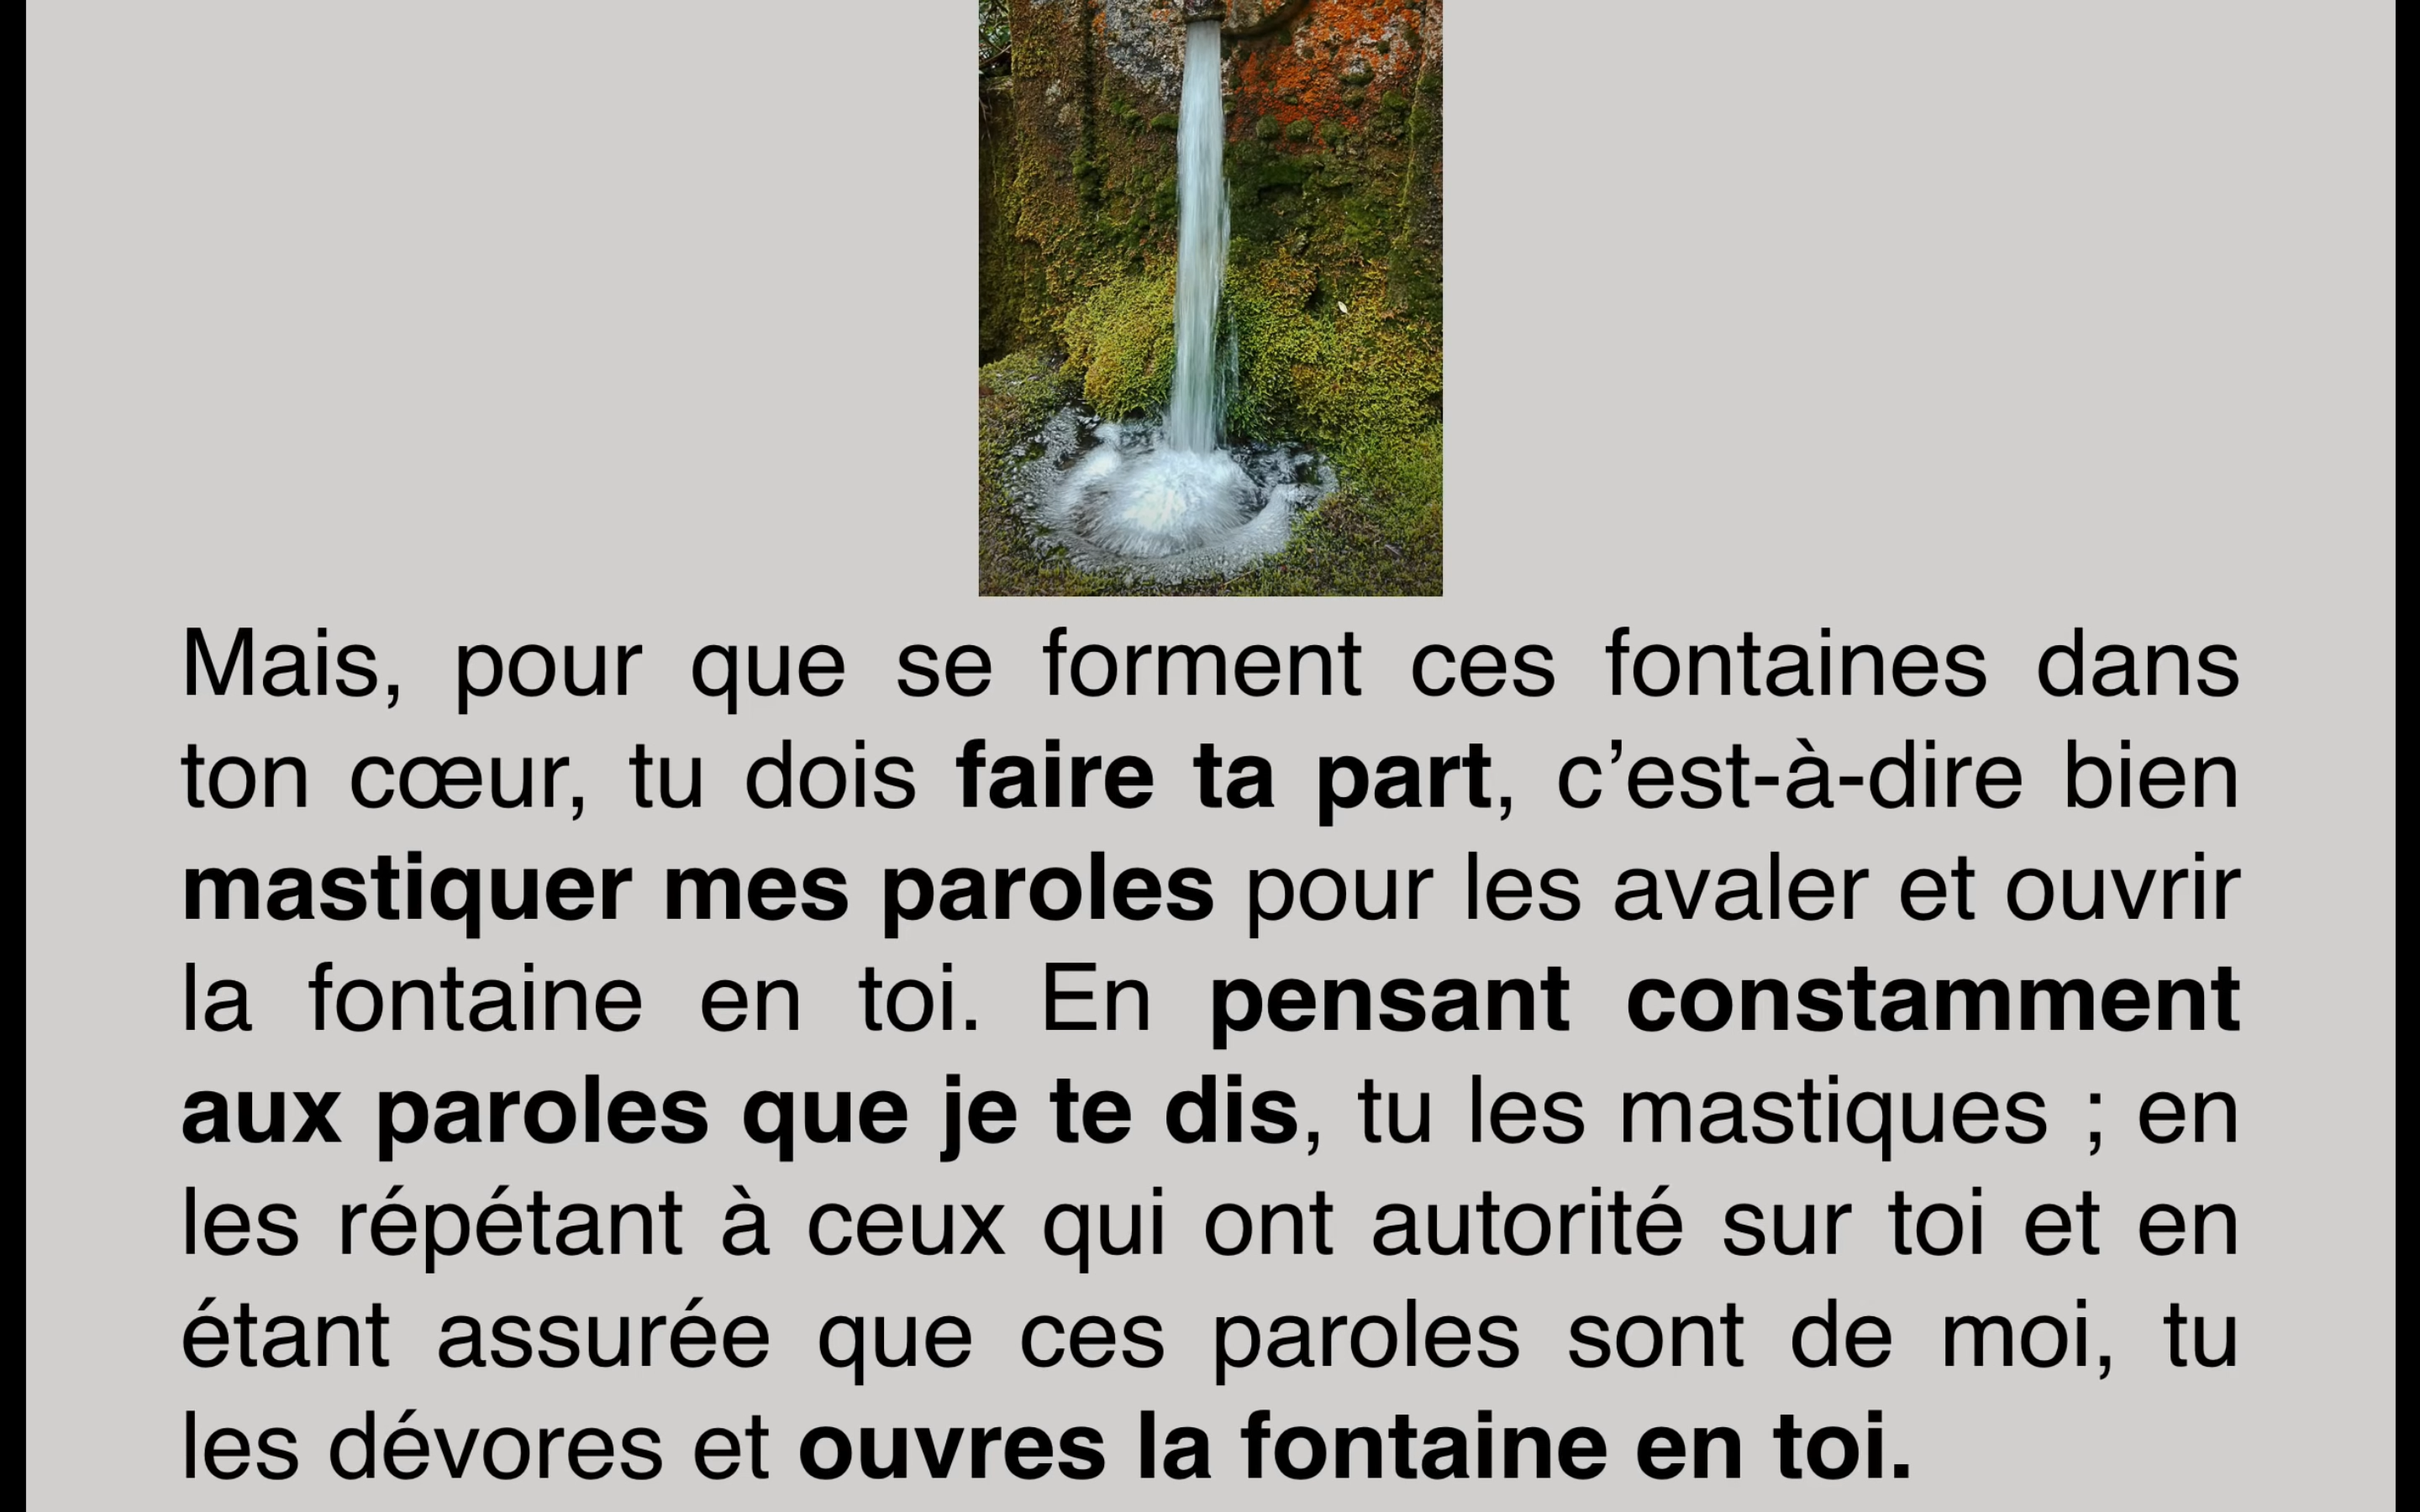 Mais, pour que se forment ces fontaines dans
ton cœur, tu dois faire ta part, c’est-à-dire bien
mastiquer mes paroles pour les avaler et ouvrir
la fontaine en toi. En pensant constamment
aux paroles que je te dis, tu les mastiques ; en
les répétant à ceux qui ont autorité sur toi et en
étant assurée que ces paroles sont de moi, tu
les dévores et ouvres la fontaine en toi.